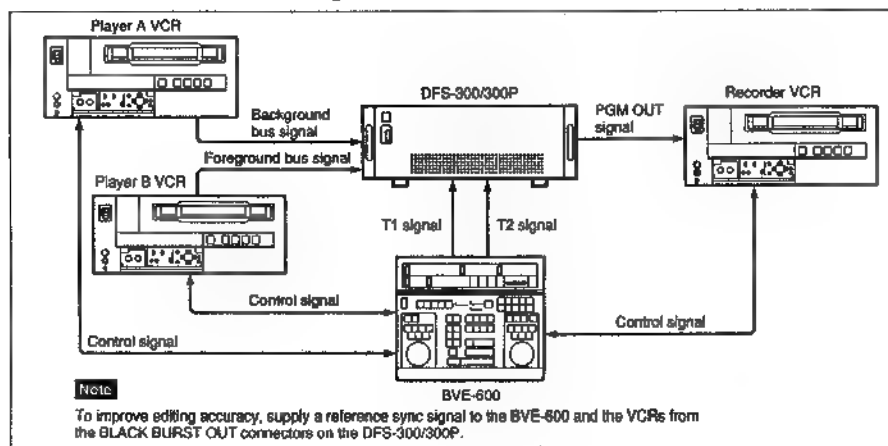 Player A VCR
DFS-300/300P
Recorder VCR
Background
bus signal
PGM OUT
signal
Foreground bus signal
Player B VCR
T1 signal
T2 signal
Control signal
Control signal
Control signal
BVE-600
Note
To improve editing accuracy, supply a reference sync signal to the BVE-600 and the VCRs from
the BLACK BURST OUT connectors on the DFS-300/300P.